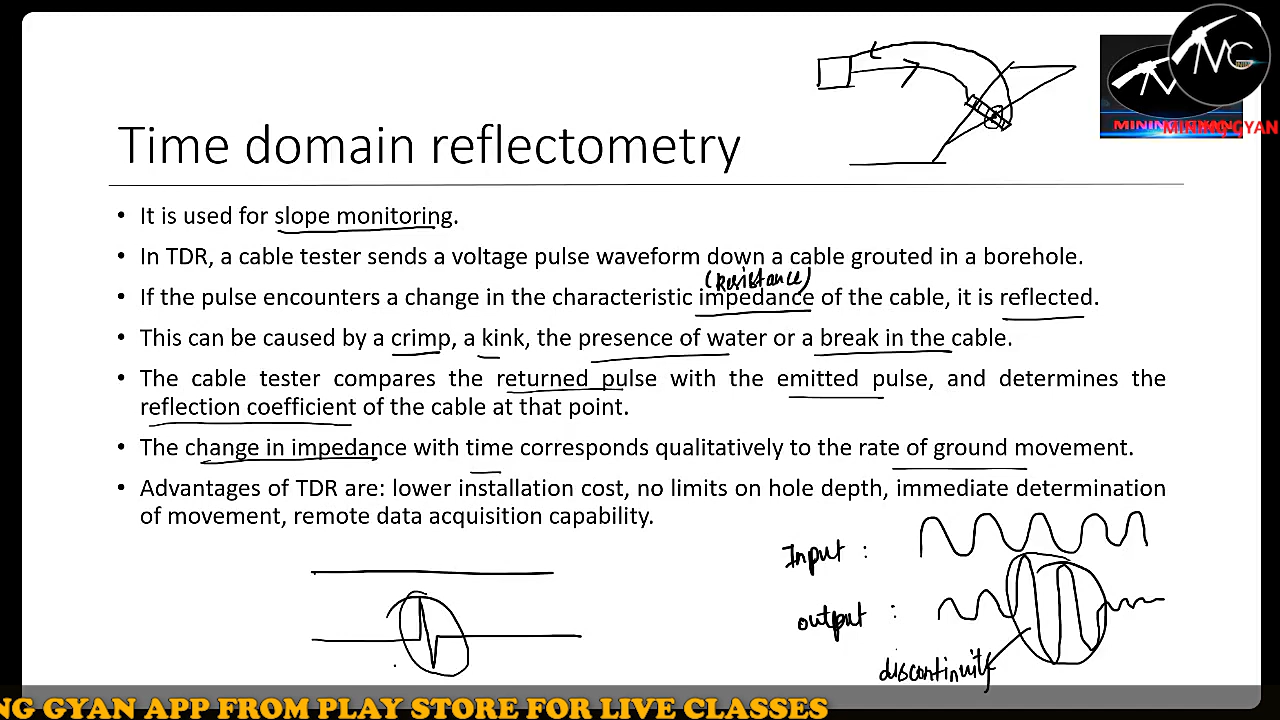 MG
MINING GYAN
MINING GYAN
Time domain reflectometry
• It is used for slope monitoring.
• In TDR, a cable tester sends a voltage pulse waveform down a cable grouted in a borehole.
(Resistance)
• If the pulse encounters a change in the characteristic impedance of the cable, it is reflected.
• This can be caused by a crimp, a kink, the presence of water or a break in the cable.
• The cable tester compares the returned pulse with the emitted pulse, and determines the
reflection coefficient of the cable at that point.
• The change in impedance with time corresponds qualitatively to the rate of ground movement.
• Advantages of TDR are: lower installation cost, no limits on hole depth, immediate determination
of movement, remote data acquisition capability.
Input :
output :
discontinuity
NG GYAN APP FROM PLAY STORE FOR LIVE CLASSES